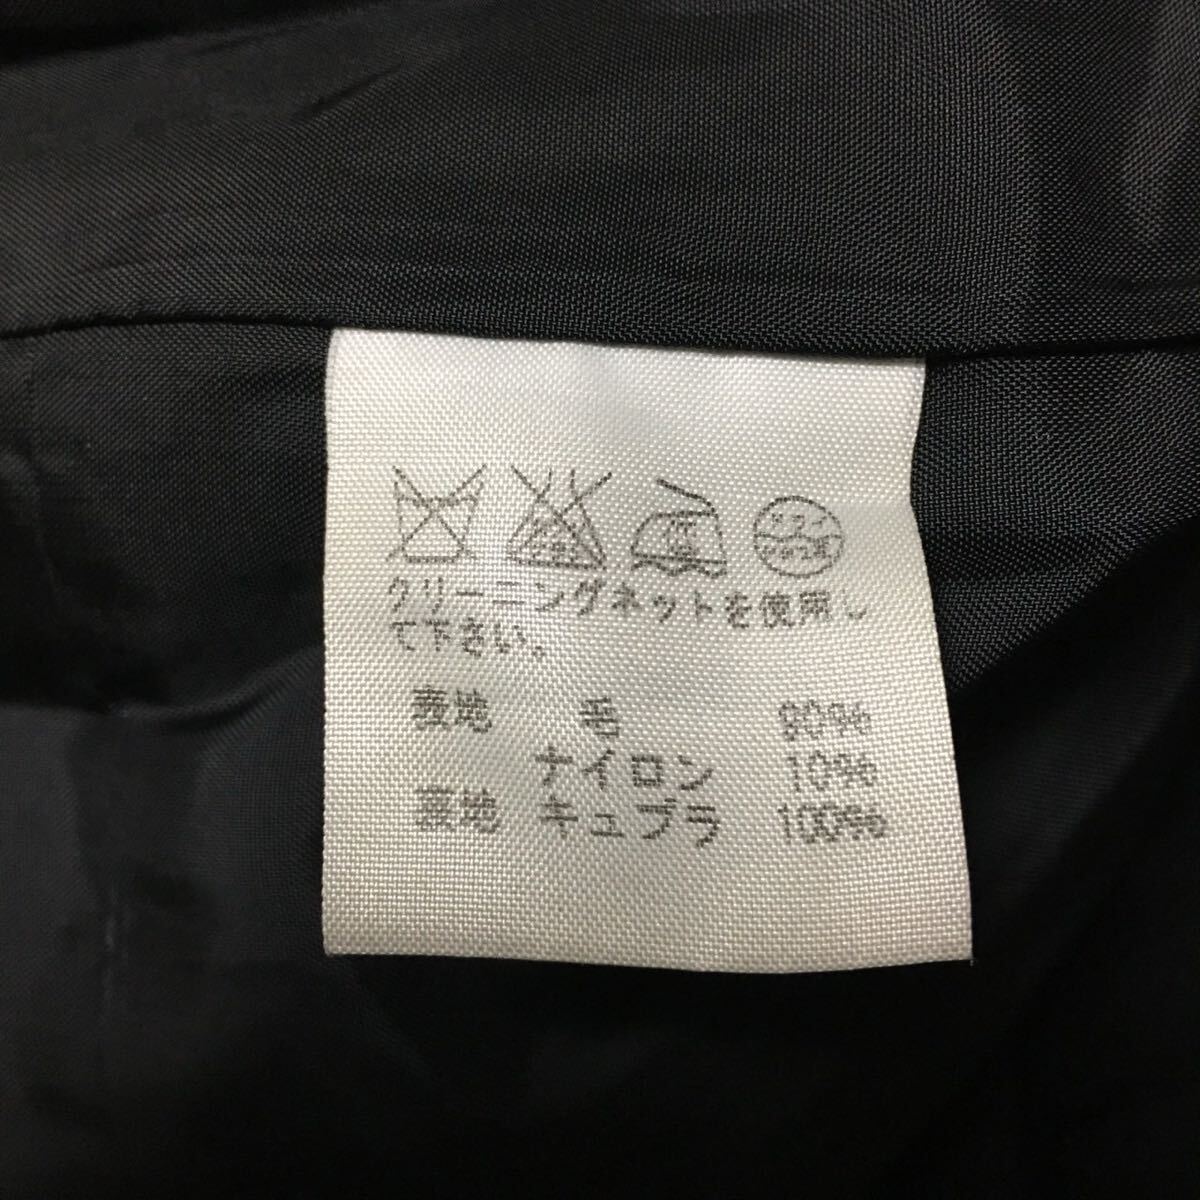 クリーニングネットを使用し
て下さい。
表地 毛 90%
ナイロン 10%
裏地 キュプラ 100%